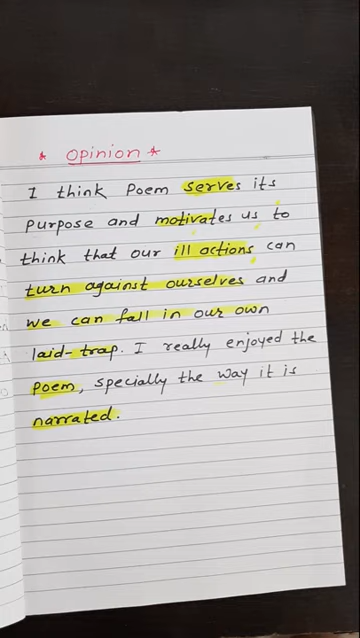 * Opinion *
I think Poem serves its
purpose and motivates us to
think that our ill actions can
turn against ourselves and
we can fall in our own
laid-trap. I really enjoyed the
Poem, specially the way it is
narrated.